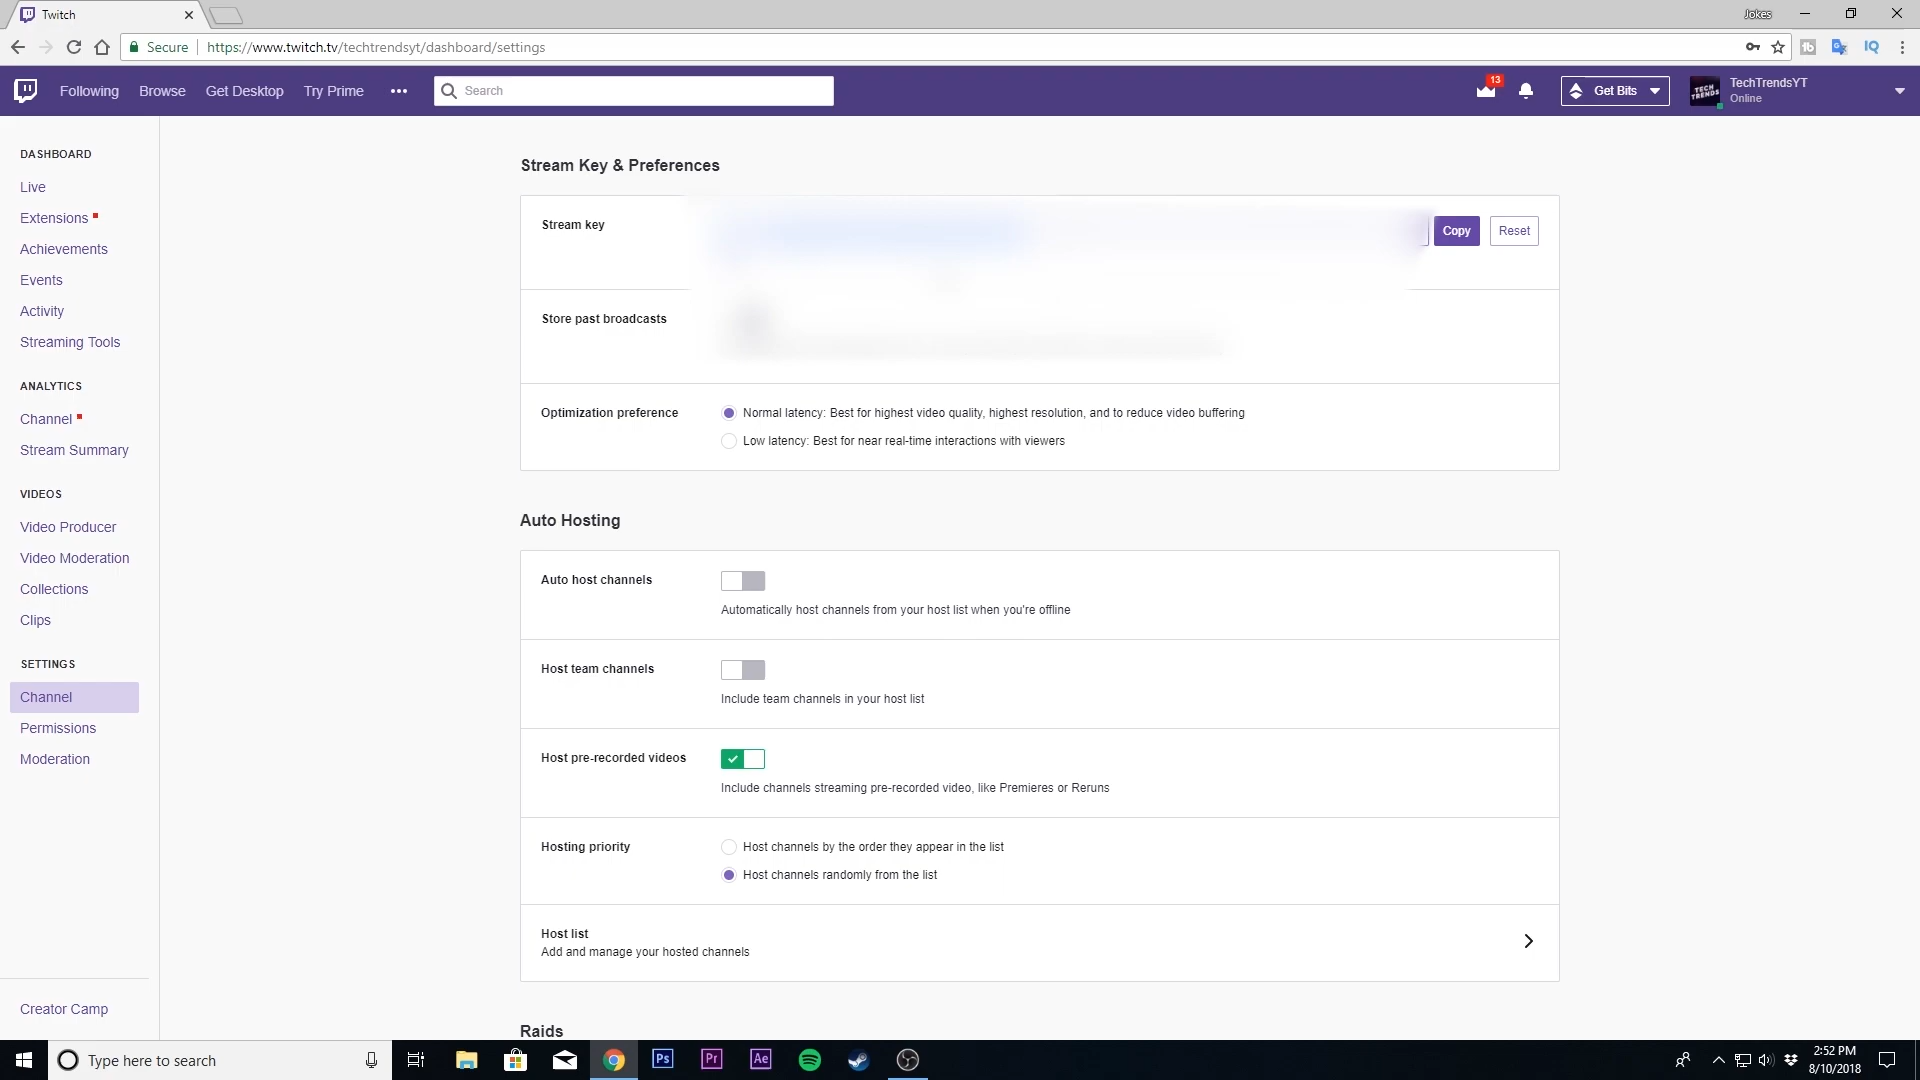 Twitch
Jokes
Secure
https://www.twitch.tv/techtrendsyt/dashboard/settings
Following
Browse
Get Desktop
Try Prime
Search
13
Get Bits
TECH TRENDS
TechTrendsYT
Online
DASHBOARD
Live
Extensions
Achievements
Events
Activity
Streaming Tools
ANALYTICS
Channel
Stream Summary
VIDEOS
Video Producer
Video Moderation
Collections
Clips
SETTINGS
Channel
Permissions
Moderation
Creator Camp
Stream Key & Preferences
Stream key
Copy
Reset
Store past broadcasts
Optimization preference
Normal latency: Best for highest video quality, highest resolution, and to reduce video buffering
Low latency: Best for near real-time interactions with viewers
Auto Hosting
Auto host channels
Automatically host channels from your host list when you're offline
Host team channels
Include team channels in your host list
Host pre-recorded videos
Include channels streaming pre-recorded video, like Premieres or Reruns
Hosting priority
Host channels by the order they appear in the list
Host channels randomly from the list
Host list
Add and manage your hosted channels
Raids
Type here to search
Ps
Pr
Ae
2:52 PM
8/10/2018